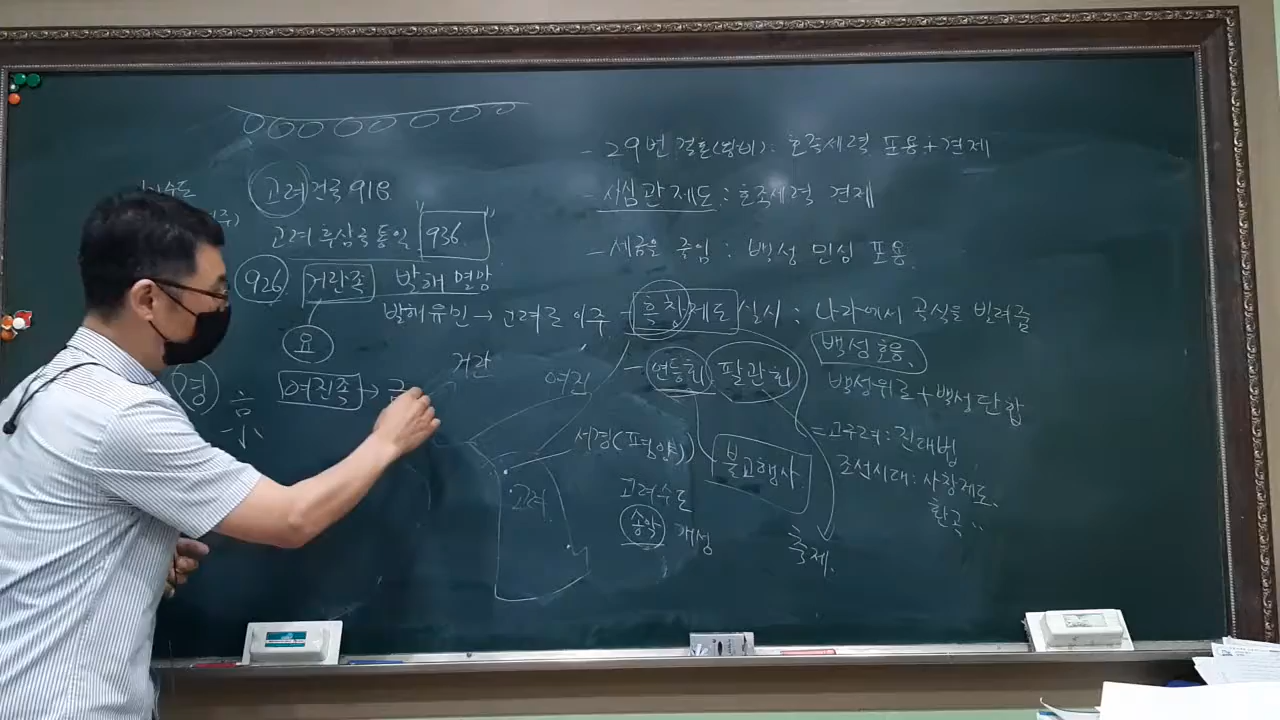 고려 건국 918
고려 후삼국통일 "936"
926 거란족 발해 멸망
발해유민 → 고려로 이주
요
여진족 →
경
京
거란
여진
서경(평양)
고려
고려수도
송악 개성
- 29번 결혼(왕비): 호족세력 포용+견제
- 사심관 제도 : 호족세력 견제
- 세금을 줄임 : 백성 민심 포용
- 흑창제도 실시 : 나라에서 곡식을 빌려줌
백성호응
- 연등회 팔관회 백성위로 + 백성단합
= 고구려 : 진대법
조선시대 : 사창제도
환곡
불교행사
축제